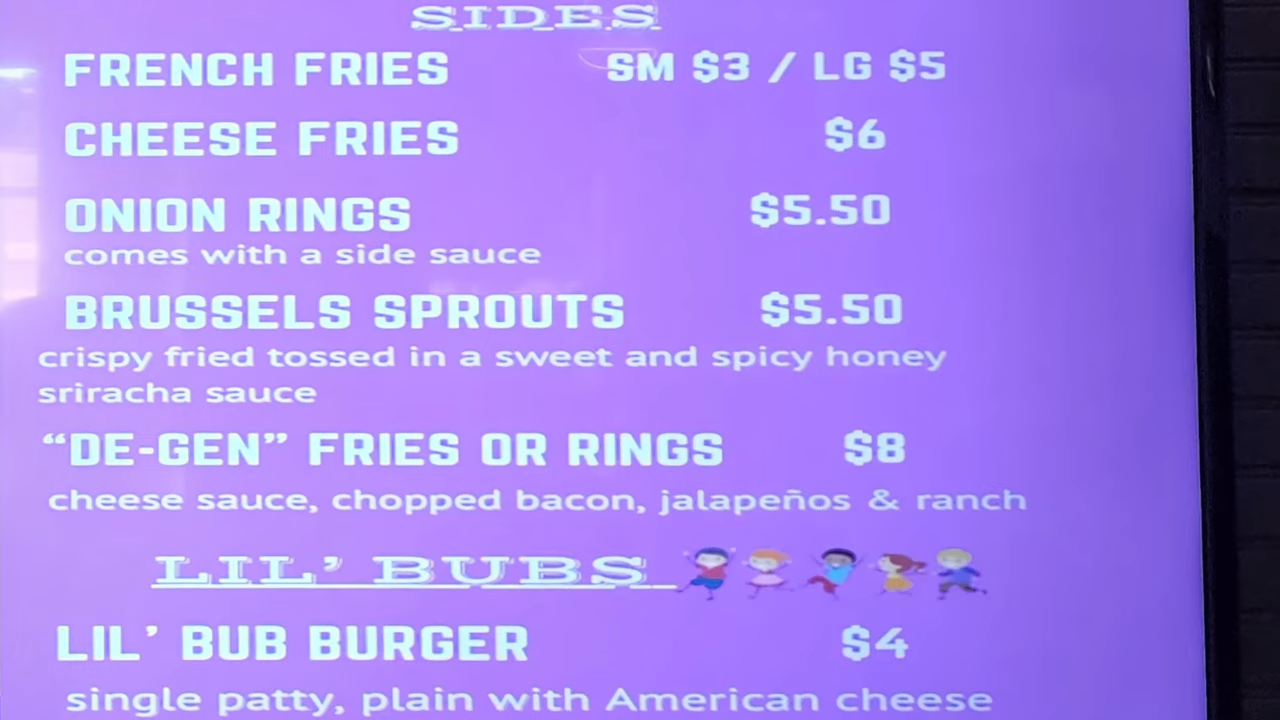 SIDES
FRENCH FRIES SM $3 / LG $5
CHEESE FRIES $6
ONION RINGS $5.50
comes with a side sauce
BRUSSELS SPROUTS $5.50
crispy fried tossed in a sweet and spicy honey
sriracha sauce
“DE-GEN” FRIES OR RINGS $8
cheese sauce, chopped bacon, jalapeños & ranch
LIL’ BUBS
LIL’ BUB BURGER $4
single patty, plain with American cheese